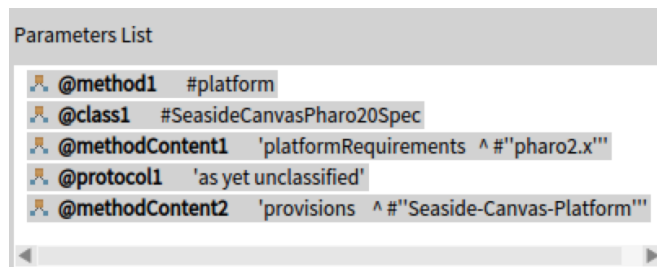 Parameters List
@method1 #platform
@class1 #SeasideCanvasPharo20Spec
@methodContent1 'platformRequirements ^ #''pharo2.x'''
@protocol1 'as yet unclassified'
@methodContent2 'provisions ^ #''Seaside-Canvas-Platform'''